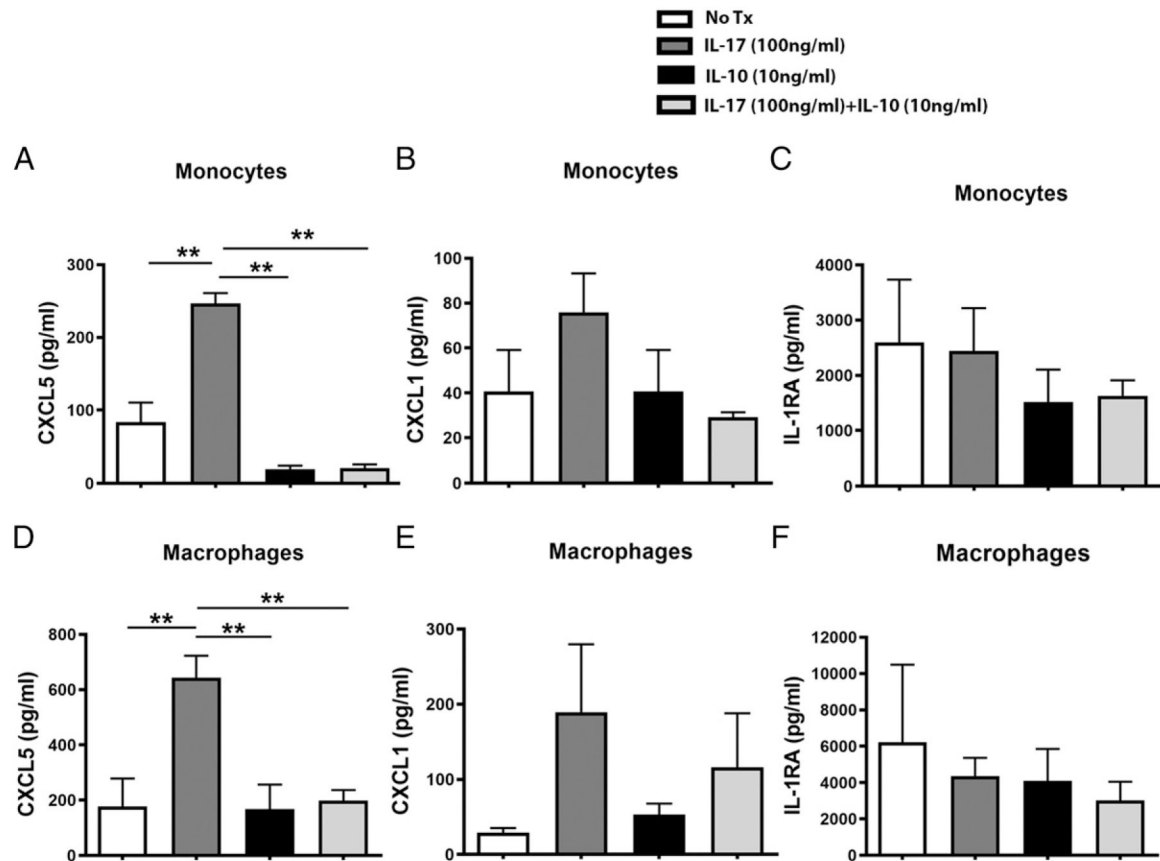 No Tx
IL-17 (100ng/ml)
IL-10 (10ng/ml)
IL-17 (100ng/ml)+IL-10 (10ng/ml)
A
Monocytes
CXCL5 (pg/ml)
300
200
100
0
**
**
**
B
Monocytes
CXCL1 (pg/ml)
100
80
60
40
20
0
C
Monocytes
IL-1RA (pg/ml)
4000
3000
2000
1000
0
D
Macrophages
CXCL5 (pg/ml)
800
600
400
200
0
**
**
**
E
Macrophages
CXCL1 (pg/ml)
300
200
100
0
F
Macrophages
IL-1RA (pg/ml)
12000
10000
8000
6000
4000
2000
0